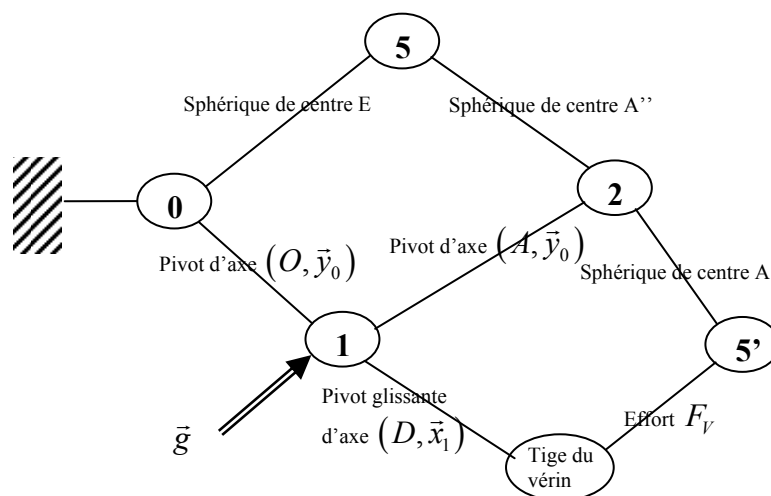 5
Sphérique de centre E
Sphérique de centre A’’
0
2
Pivot d’axe (O, y⃗₀)
Pivot d’axe (A, y⃗₀)
Sphérique de centre A
1
5’
Pivot glissante
d’axe (D, x⃗₁)
Effort F_V
g⃗
Tige du
vérin